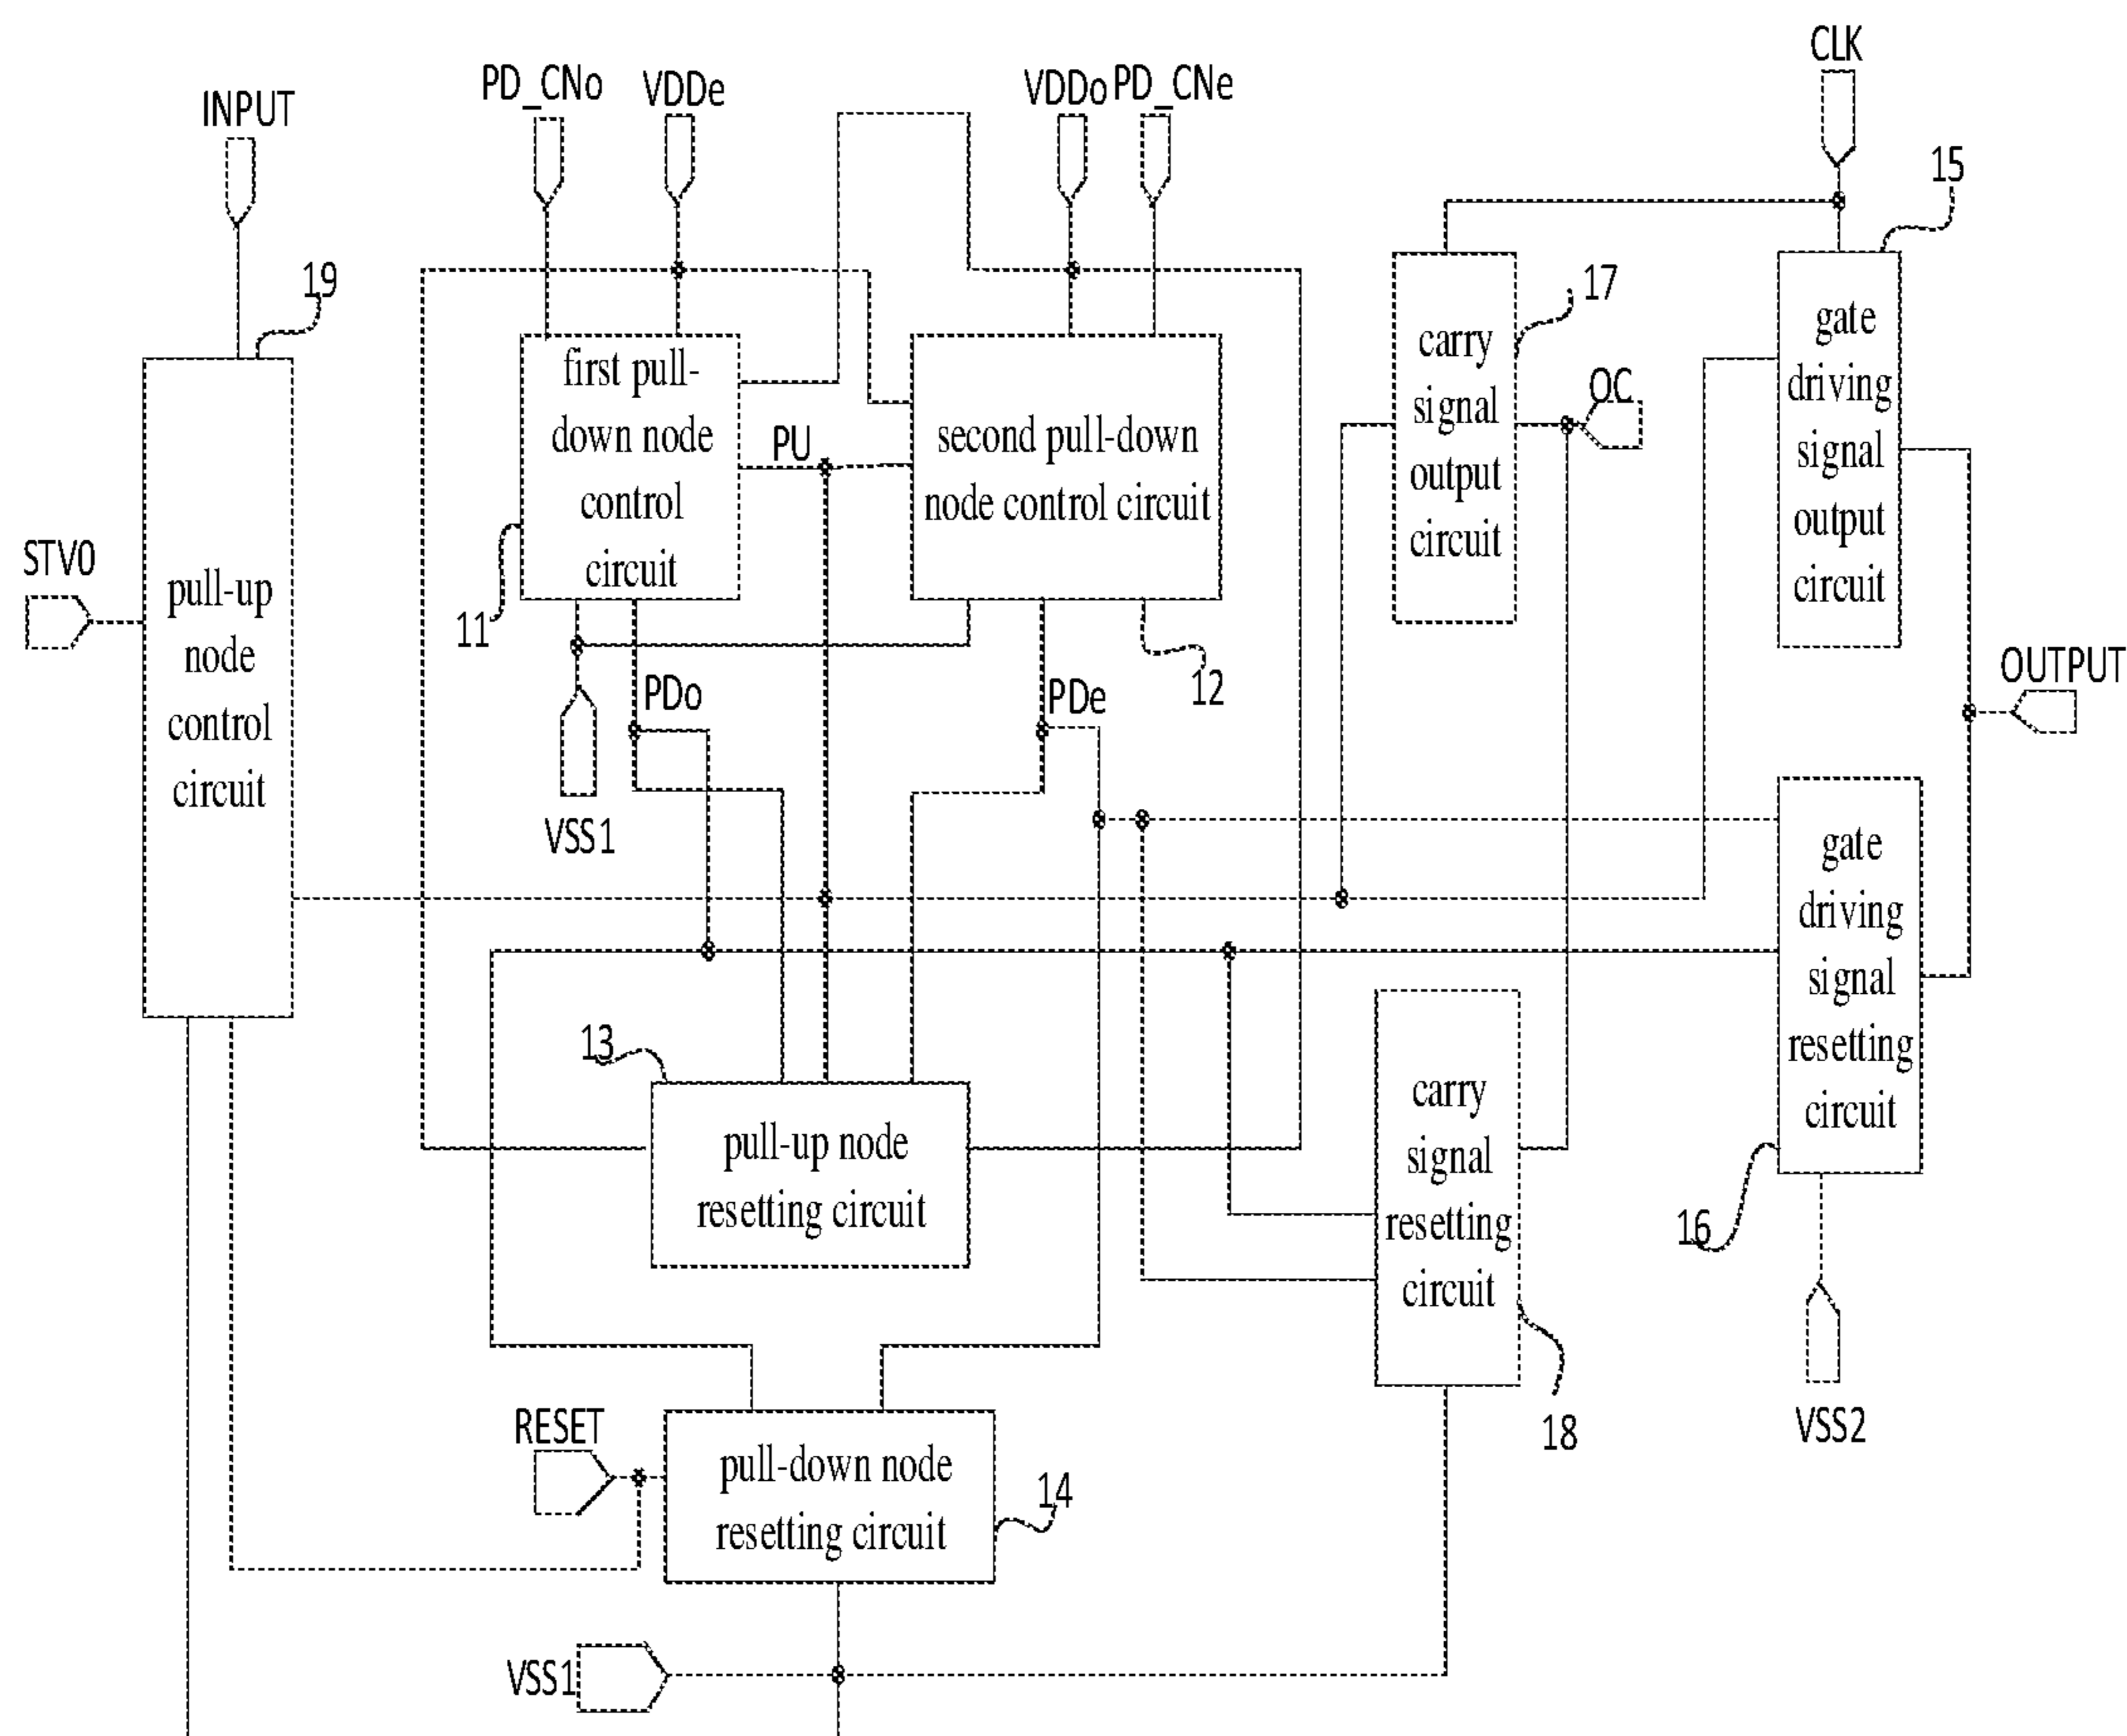 CLK
PD_CNo
VDDe
VDDo
PD_CNe
INPUT
15
19
17
first pull-
down node
control
circuit
PU
second pull-down
node control circuit
carry
signal
output
circuit
OC
gate
driving
signal
output
circuit
STV0
pull-up
node
control
circuit
11
12
PDo
PDe
OUTPUT
VSS1
gate
driving
signal
resetting
circuit
13
pull-up node
resetting circuit
carry
signal
resetting
circuit
16
RESET
18
VSS2
pull-down node
resetting circuit
14
VSS1